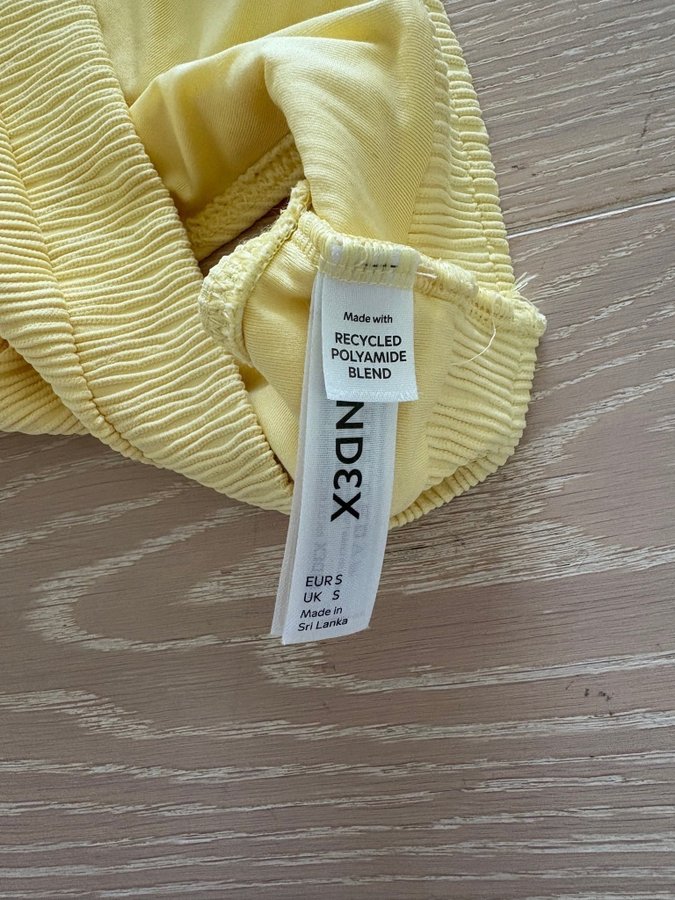 Made with
RECYCLED
POLYAMIDE
BLEND
NDEX
EUR S
UK S
Made in
Sri Lanka